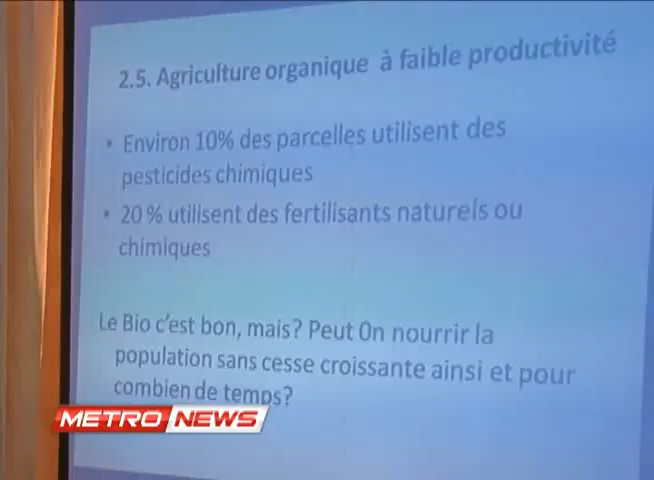 2.5. Agriculture organique à faible productivité
• Environ 10% des parcelles utilisent des
pesticides chimiques
• 20 % utilisent des fertilisants naturels ou
chimiques
Le Bio c'est bon, mais? Peut On nourrir la
population sans cesse croissante ainsi et pour
combien de temps?
METRO NEWS